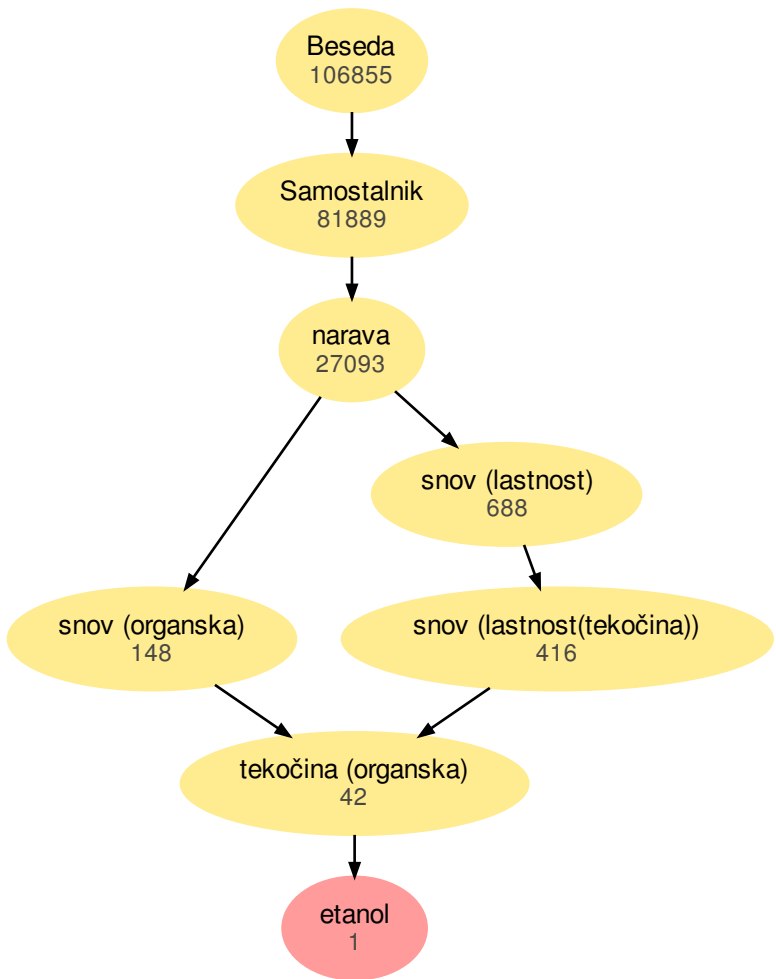 Beseda
106855
Samostalnik
81889
narava
27093
snov (lastnost)
688
snov (organska)
148
snov (lastnost(tekočina))
416
tekočina (organska)
42
etanol
1